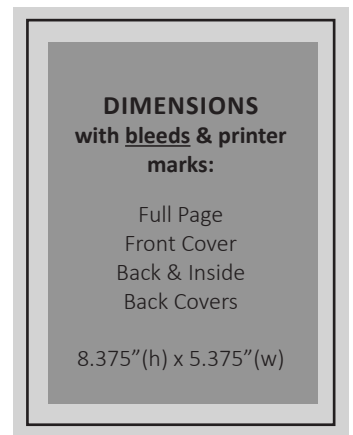 DIMENSIONS
with bleeds & printer
marks:
Full Page
Front Cover
Back & Inside
Back Covers
8.375”(h) x 5.375”(w)